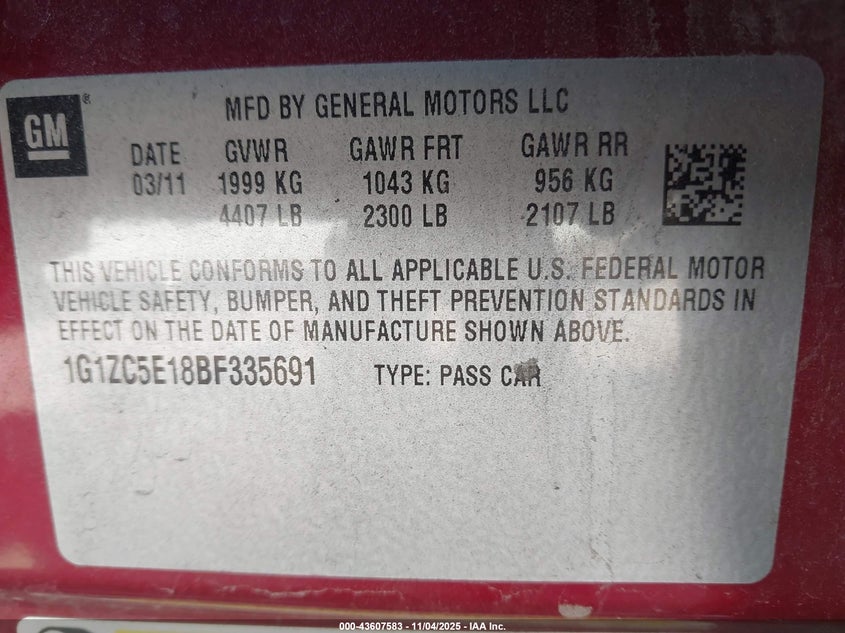 GM®
MFD BY GENERAL MOTORS LLC
DATE GVWR GAWR FRT GAWR RR
03/11 1999 KG 1043 KG 956 KG
4407 LB 2300 LB 2107 LB
THIS VEHICLE CONFORMS TO ALL APPLICABLE U.S. FEDERAL MOTOR
VEHICLE SAFETY, BUMPER, AND THEFT PREVENTION STANDARDS IN
EFFECT ON THE DATE OF MANUFACTURE SHOWN ABOVE.
1G1ZC5E18BF335691 TYPE: PASS CAR
000-43607583 - 11/04/2025 - IAA Inc.